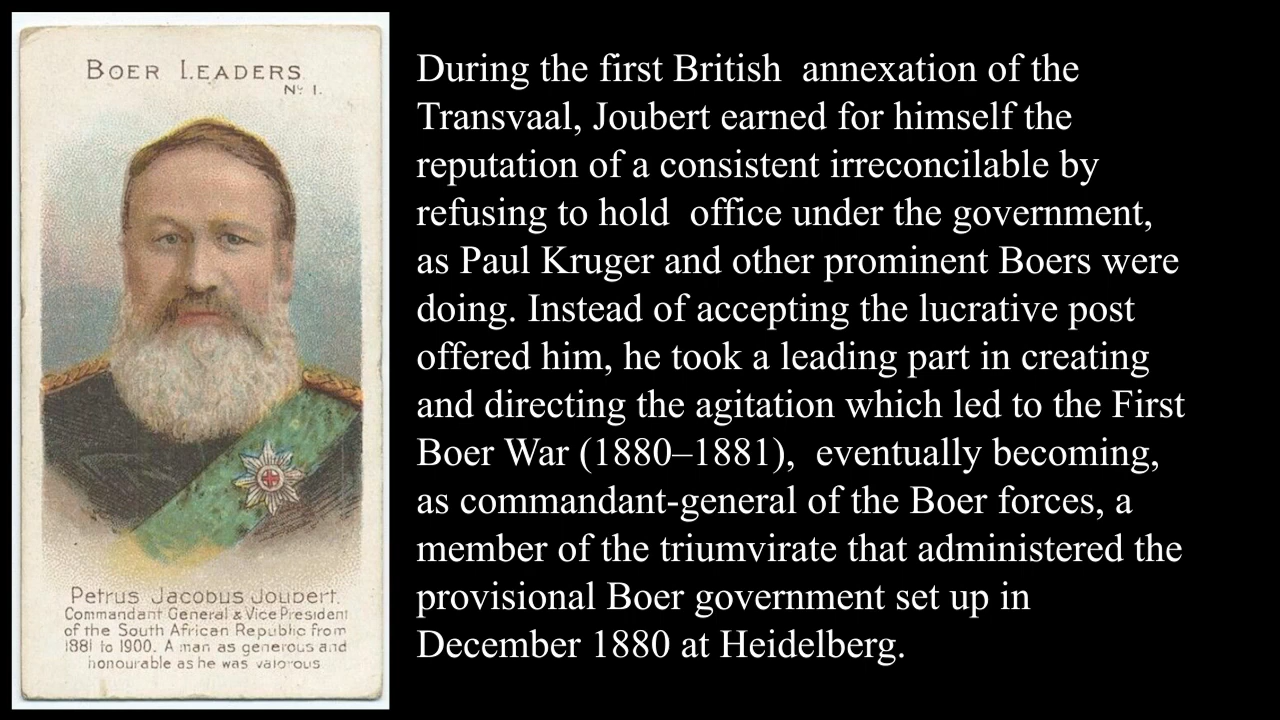 BOER LEADERS
Nº 1.
Petrus Jacobus Joubert.
Commandant General & Vice President
of the South African Republic from
1881 to 1900. A man as generous and
honourable as he was valorous
During the first British  annexation of the
Transvaal, Joubert earned for himself the
reputation of a consistent irreconcilable by
refusing to hold  office under the government,
as Paul Kruger and other prominent Boers were
doing. Instead of accepting the lucrative post
offered him, he took a leading part in creating
and directing the agitation which led to the First
Boer War (1880–1881),  eventually becoming,
as commandant-general of the Boer forces, a
member of the triumvirate that administered the
provisional Boer government set up in
December 1880 at Heidelberg.